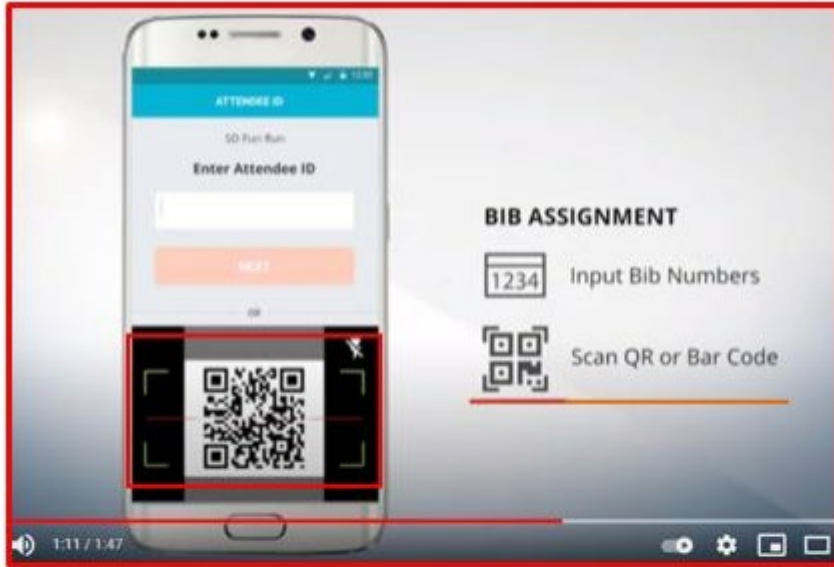 ATTENDEE ID
SD Fun Run
Enter Attendee ID
NEXT
OR
BIB ASSIGNMENT
1234
Input Bib Numbers
Scan QR or Bar Code
1:11 / 1:47